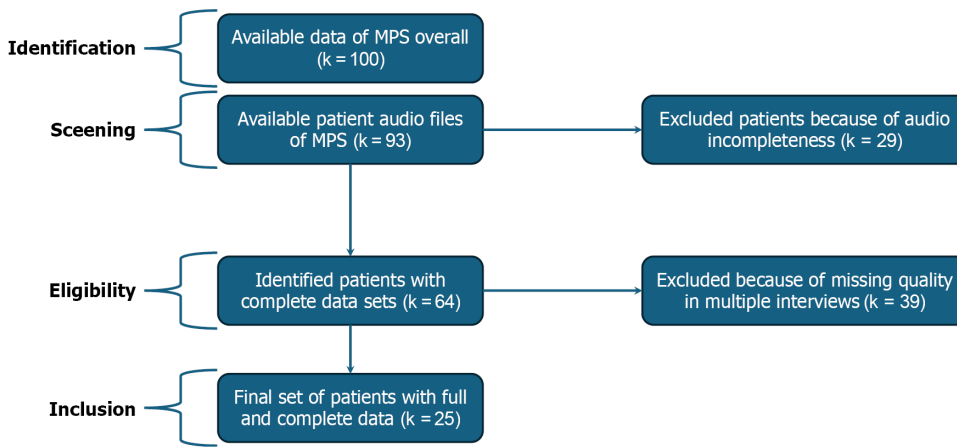 Identification
Available data of MPS overall
(k = 100)
Sceening
Available patient audio files
of MPS (k = 93)
Excluded patients because of audio
incompleteness (k = 29)
Eligibility
Identified patients with
complete data sets (k = 64)
Excluded because of missing quality
in multiple interviews (k = 39)
Inclusion
Final set of patients with full
and complete data (k = 25)